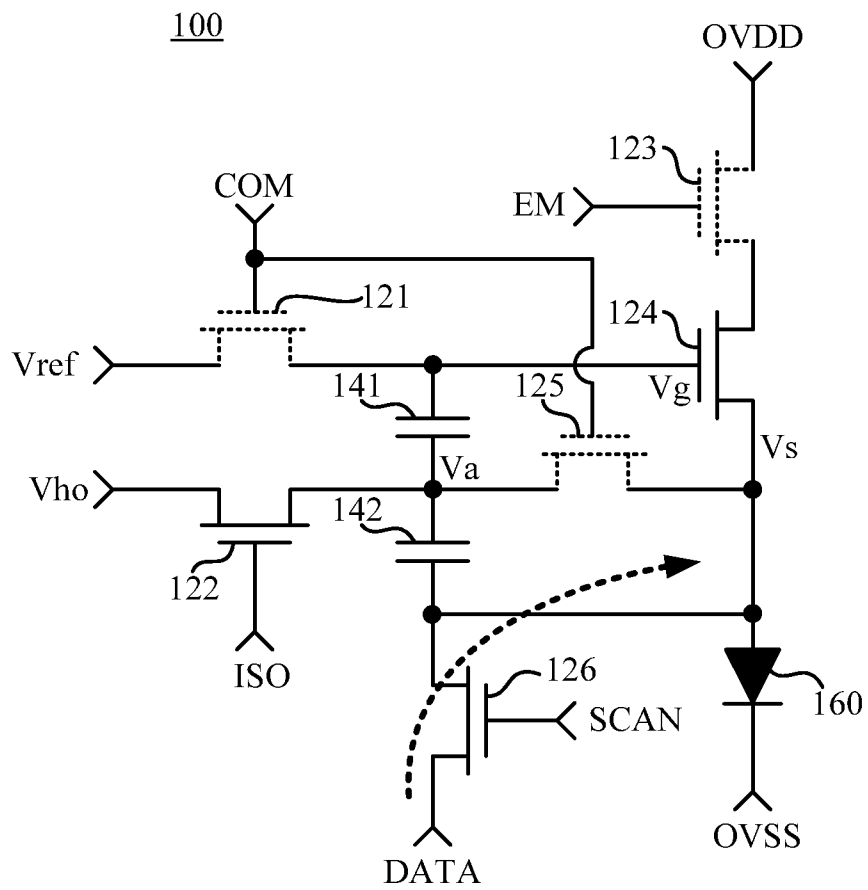 100
OVDD
123
COM
EM
121
124
Vref
141
125
Vg
Vs
Va
Vho
142
122
126
ISO
SCAN
160
OVSS
DATA